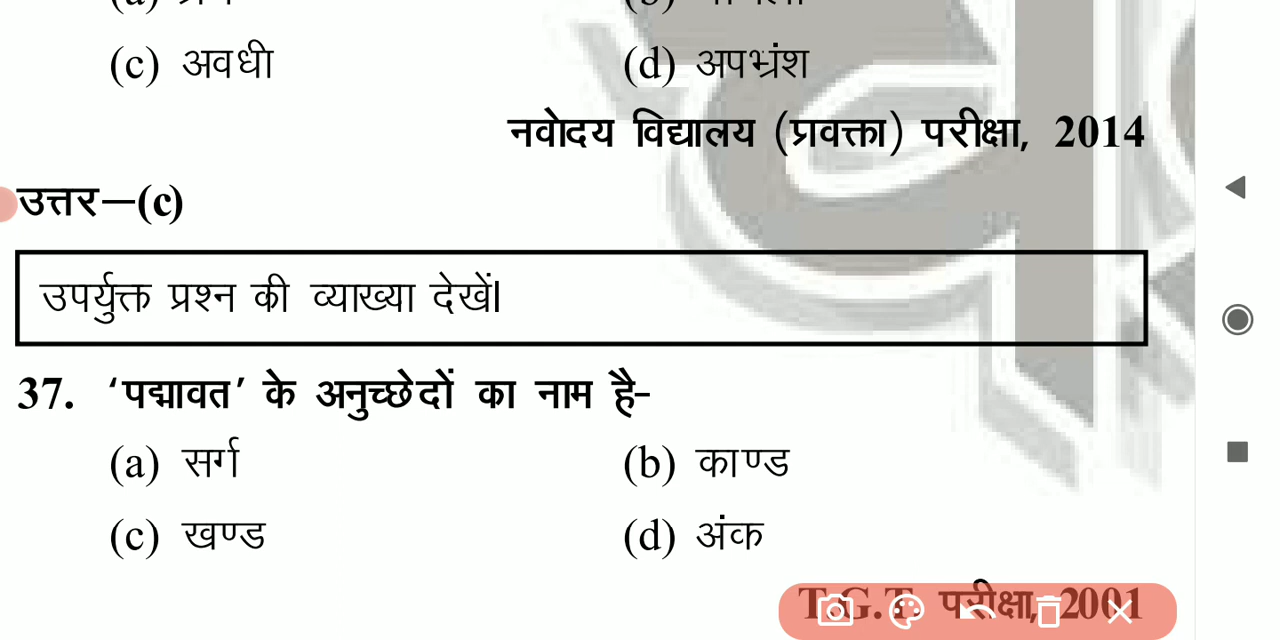 (c) अवधी (d) अपभ्रंश
नवोदय विद्यालय (प्रवक्ता) परीक्षा, 2014
उत्तर–(c)
उपर्युक्त प्रश्न की व्याख्या देखें।
37. ‘पद्मावत’ के अनुच्छेदों का नाम है-
(a) सर्ग (b) काण्ड
(c) खण्ड (d) अंक
T.G.T. परीक्षा, 2001